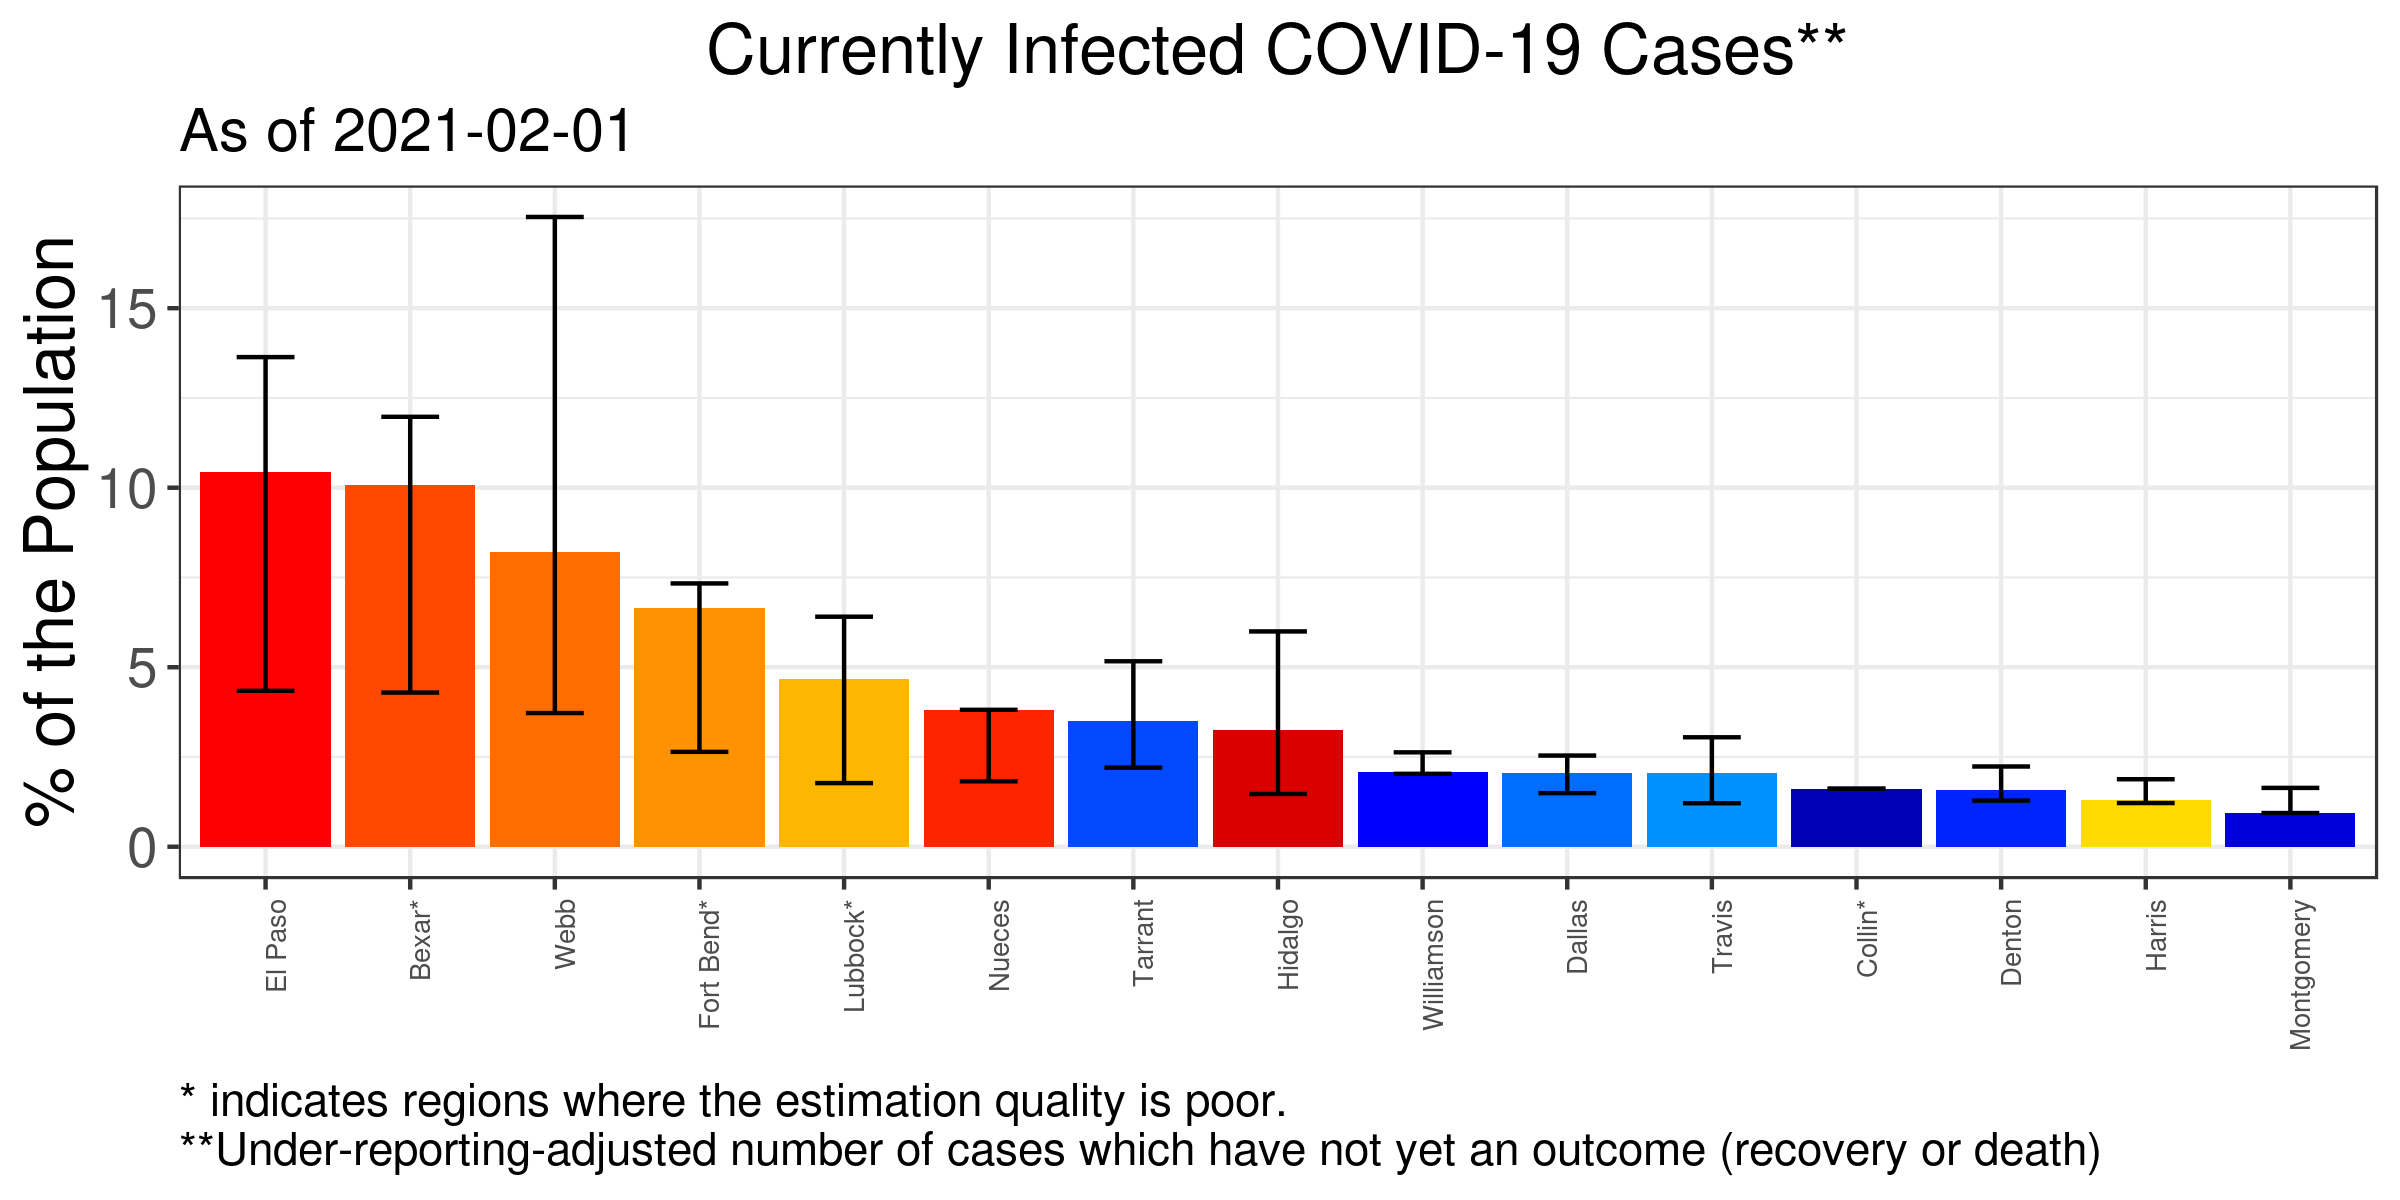 Currently Infected COVID-19 Cases**
As of 2021-02-01
% of the Population
15
10
5
0
El Paso
Bexar*
Webb
Fort Bend*
Lubbock*
Nueces
Tarrant
Hidalgo
Williamson
Dallas
Travis
Collin*
Denton
Harris
Montgomery
* indicates regions where the estimation quality is poor.
**Under-reporting-adjusted number of cases which have not yet an outcome (recovery or death)